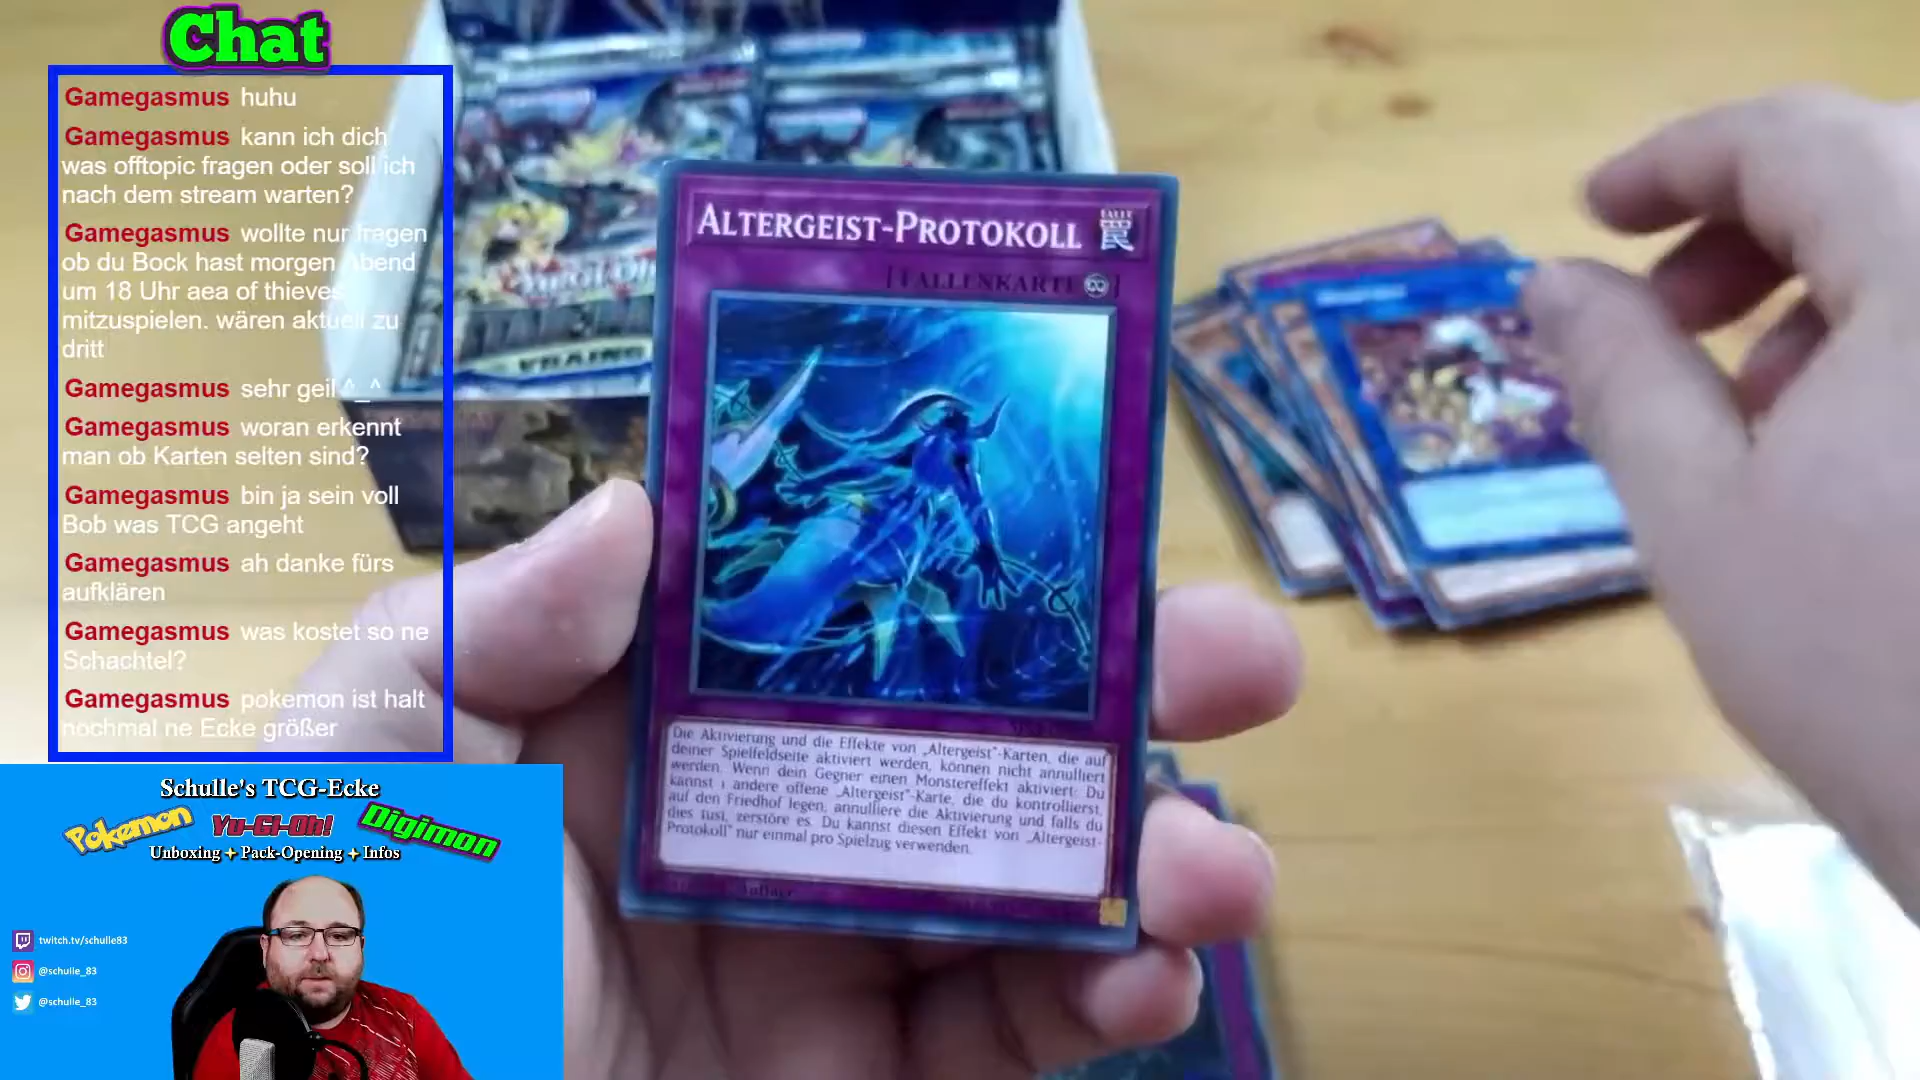 Chat
Gamegasmus huhu
Gamegasmus kann ich dich
was offtopic fragen oder soll ich
nach dem stream warten?
Gamegasmus wollte nur fragen
ob du Bock hast morgen Abend
um 18 Uhr aea of thieves
mitzuspielen. wären aktuell zu
dritt
Gamegasmus sehr geil ^_^
Gamegasmus woran erkennt
man ob Karten selten sind?
Gamegasmus bin ja sein voll
Bob was TCG angeht
Gamegasmus ah danke fürs
aufklären
Gamegasmus was kostet so ne
Schachtel?
Gamegasmus pokemon ist halt
nochmal ne Ecke größer
Schulle's TCG-Ecke
Pokemon Yu-Gi-Oh! Digimon
Unboxing Pack-Opening Infos
twitch.tv/schulle83
@schulle_83
@schulle_83
VRAINS
ALTERGEIST-PROTOKOLL
FALLE
罠
[FALLENKARTE ]
Die Aktivierung und die Effekte von „Altergeist"-Karten, die auf
deiner Spielfeldseite aktiviert werden, können nicht annulliert
werden. Wenn dein Gegner einen Monstereffekt aktiviert: Du
kannst 1 andere offene „Altergeist"-Karte, die du kontrollierst,
auf den Friedhof legen, annulliere die Aktivierung und falls du
dies tust, zerstöre es. Du kannst diesen Effekt von „Altergeist-
Protokoll" nur einmal pro Spielzug verwenden.
Auflage